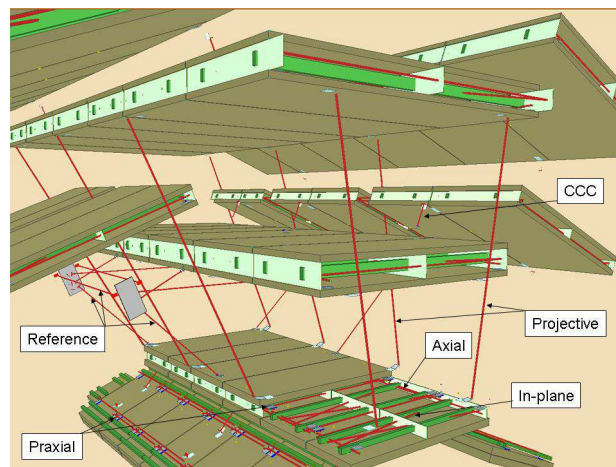 CCC
Reference
Projective
Axial
In-plane
Praxial